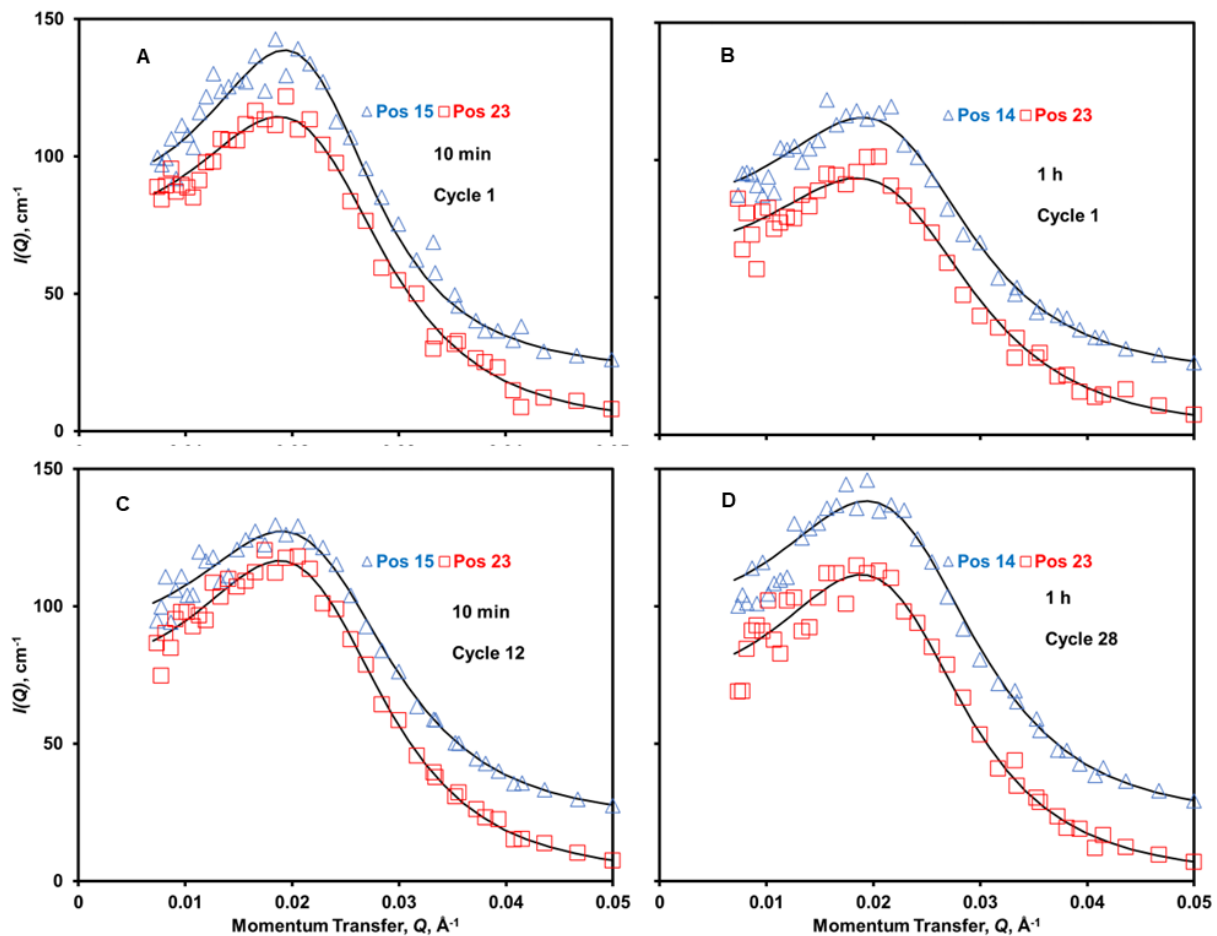 150
A
B
Pos 15 Pos 23
Pos 14 Pos 23
100
10 min
1 h
Cycle 1
Cycle 1
I(Q), cm-1
50
0
0
150
C
D
Pos 15 Pos 23
Pos 14 Pos 23
100
10 min
1 h
Cycle 12
Cycle 28
I(Q), cm-1
50
0
0 0.01 0.02 0.03 0.04 0.05
0 0.01 0.02 0.03 0.04 0.05
Momentum Transfer, Q, Å-1
Momentum Transfer, Q, Å-1